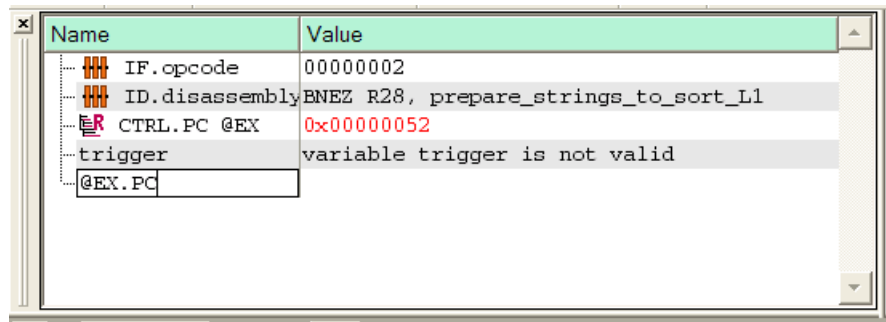 Name Value
IF.opcode 00000002
ID.disassembly BNEZ R28, prepare_strings_to_sort_L1
CTRL.PC @EX 0x00000052
trigger variable trigger is not valid
@EX.PC